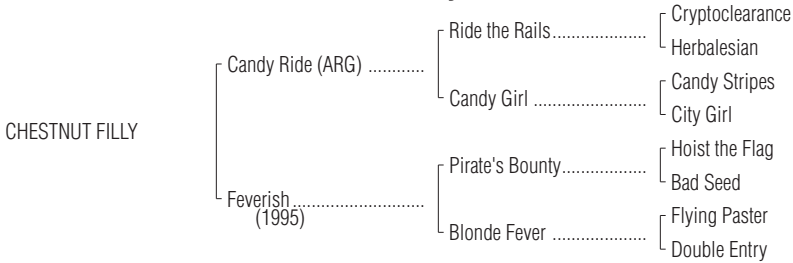 Cryptoclearance
Ride the Rails....................
Herbalesian
Candy Ride (ARG) ............
Candy Stripes
Candy Girl ........................
City Girl
CHESTNUT FILLY
Hoist the Flag
Pirate's Bounty..................
Bad Seed
Feverish............................
(1995)
Flying Paster
Blonde Fever ....................
Double Entry